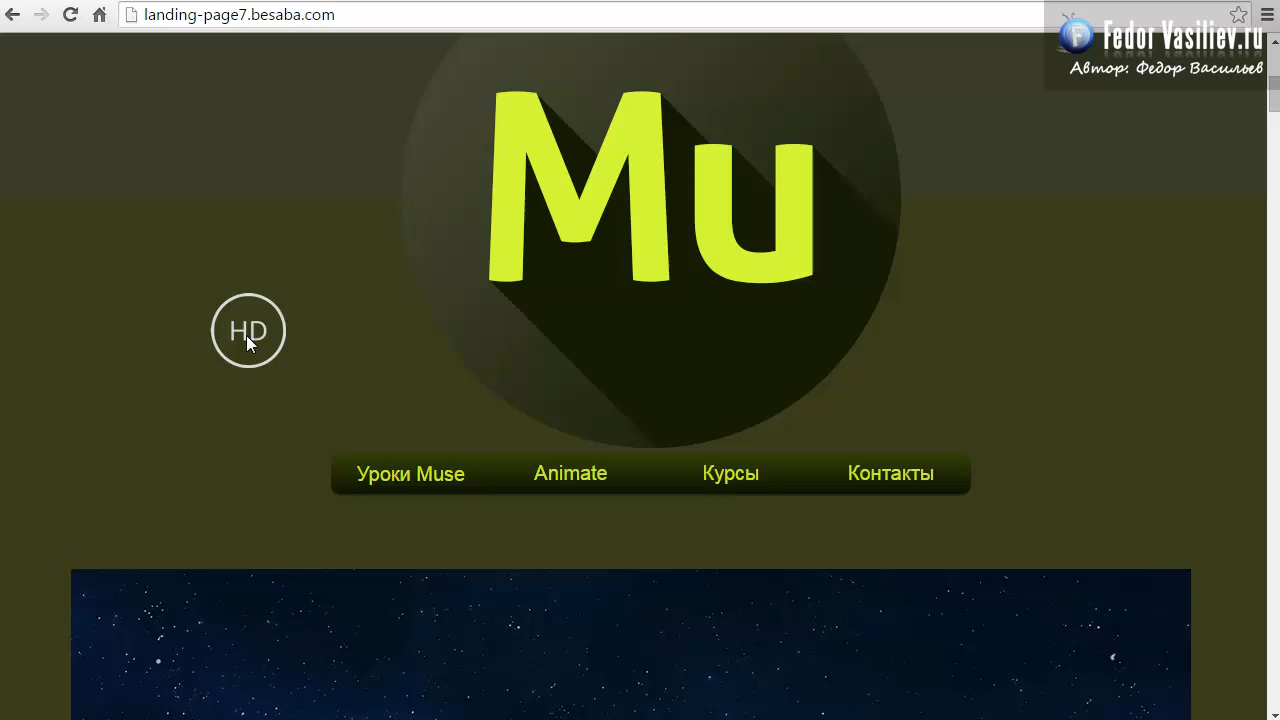 landing-page7.besaba.com
Fedor Vasiliev.ru
Автор: Федор Васильев
Mu
HD
Уроки Muse Animate Курсы Контакты